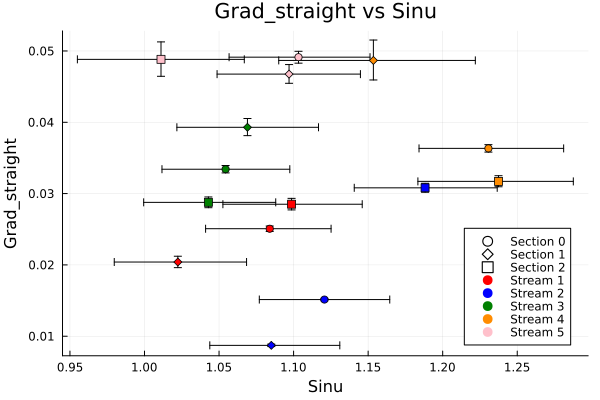 Grad_straight vs Sinu
Grad_straight
0.05
0.04
0.03
0.02
0.01
Section 0
Section 1
Section 2
Stream 1
Stream 2
Stream 3
Stream 4
Stream 5
0.95 1.00 1.05 1.10 1.15 1.20 1.25
Sinu